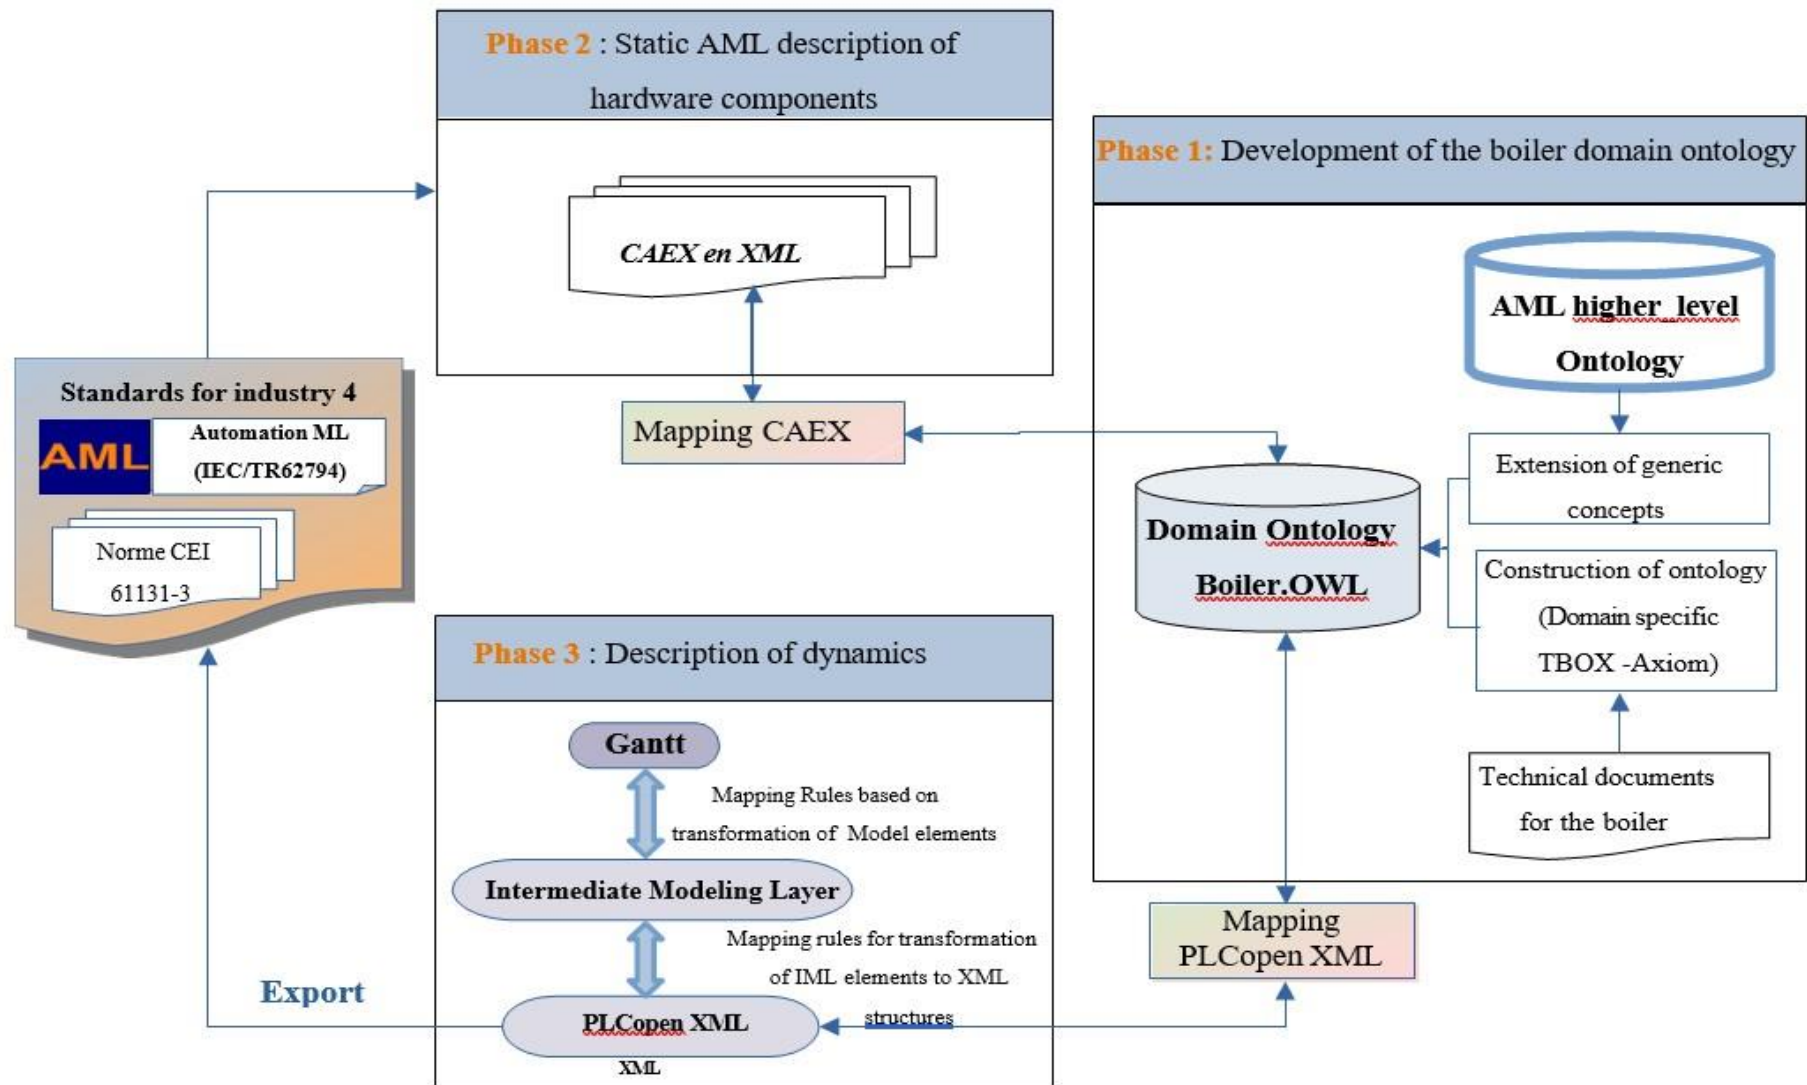 Phase 2 : Static AML description of
hardware components
CAEX en XML
Mapping CAEX
Phase 1: Development of the boiler domain ontology
AML higher_level
Ontology
Extension of generic
concepts
Domain Ontology
Boiler.OWL
Construction of ontology
(Domain specific
TBOX -Axiom)
Technical documents
for the boiler
Mapping
PLCopen XML
Standards for industry 4
AML
Automation ML
(IEC/TR62794)
Norme CEI
61131-3
Export
Phase 3 : Description of dynamics
Gantt
Mapping Rules based on
transformation of Model elements
Intermediate Modeling Layer
Mapping rules for transformation
of IML elements to XML
structures
PLCopen XML
XML